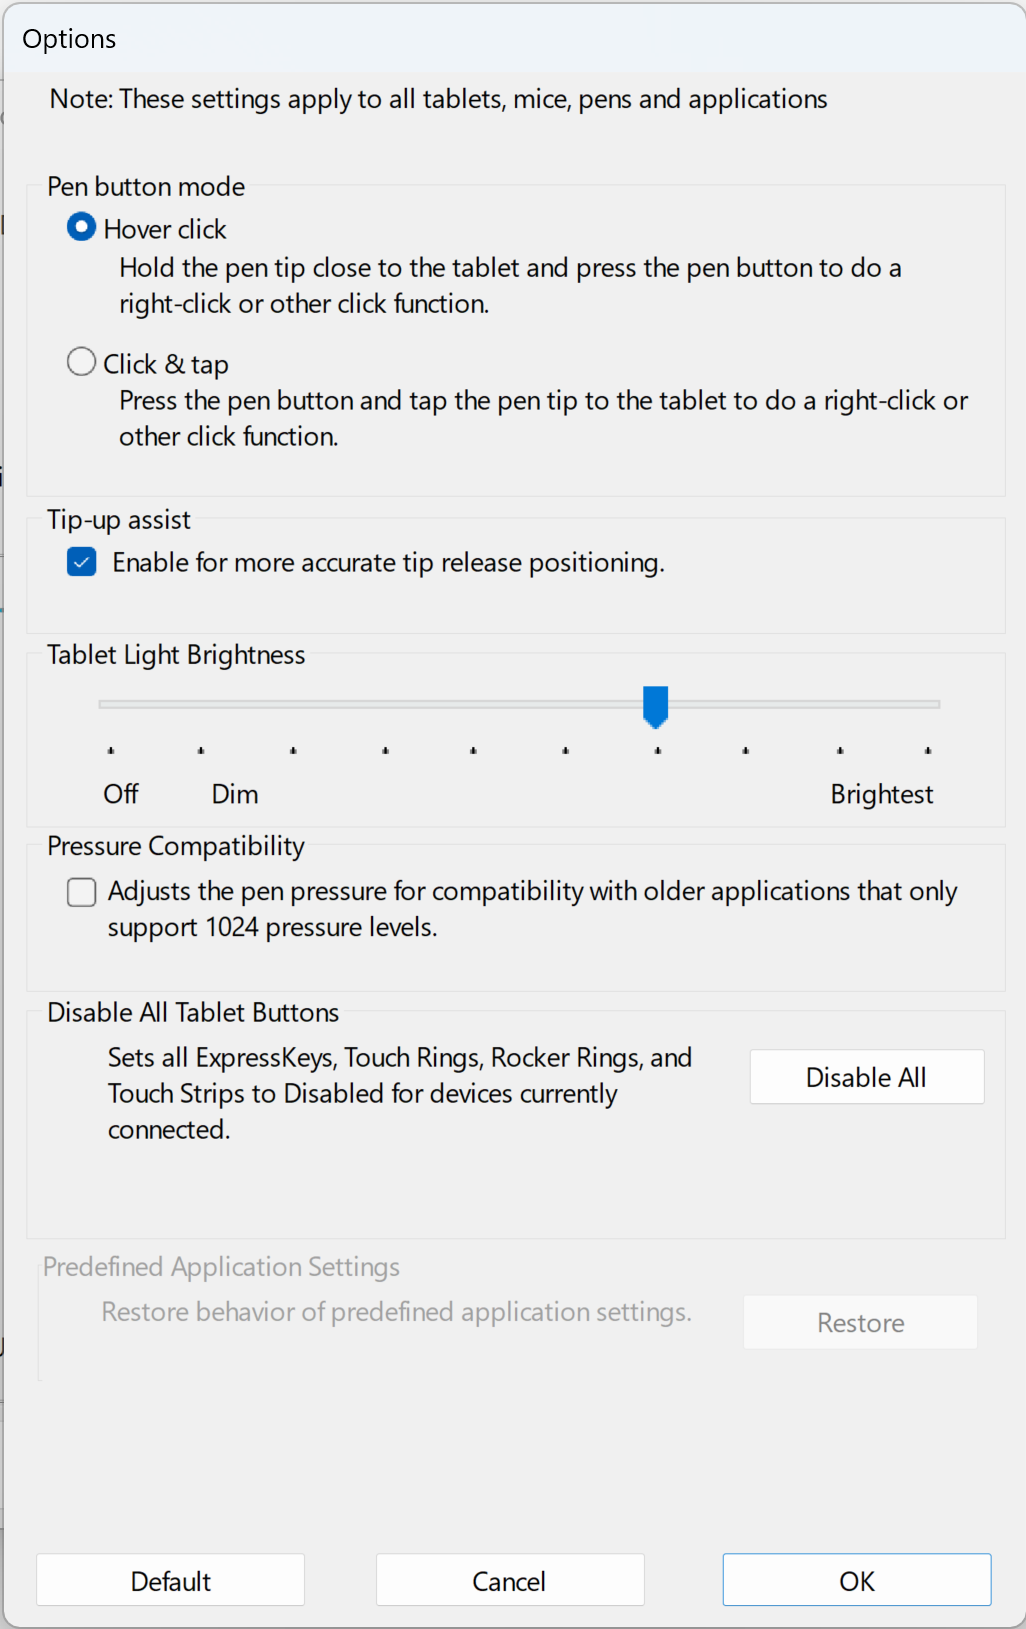 Options
Note: These settings apply to all tablets, mice, pens and applications
Pen button mode
Hover click
Hold the pen tip close to the tablet and press the pen button to do a
right-click or other click function.
Click & tap
Press the pen button and tap the pen tip to the tablet to do a right-click or
other click function.
Tip-up assist
Enable for more accurate tip release positioning.
Tablet Light Brightness
Off Dim Brightest
Pressure Compatibility
Adjusts the pen pressure for compatibility with older applications that only
support 1024 pressure levels.
Disable All Tablet Buttons
Sets all ExpressKeys, Touch Rings, Rocker Rings, and
Touch Strips to Disabled for devices currently
connected.
Disable All
Predefined Application Settings
Restore behavior of predefined application settings.
Restore
Default Cancel OK